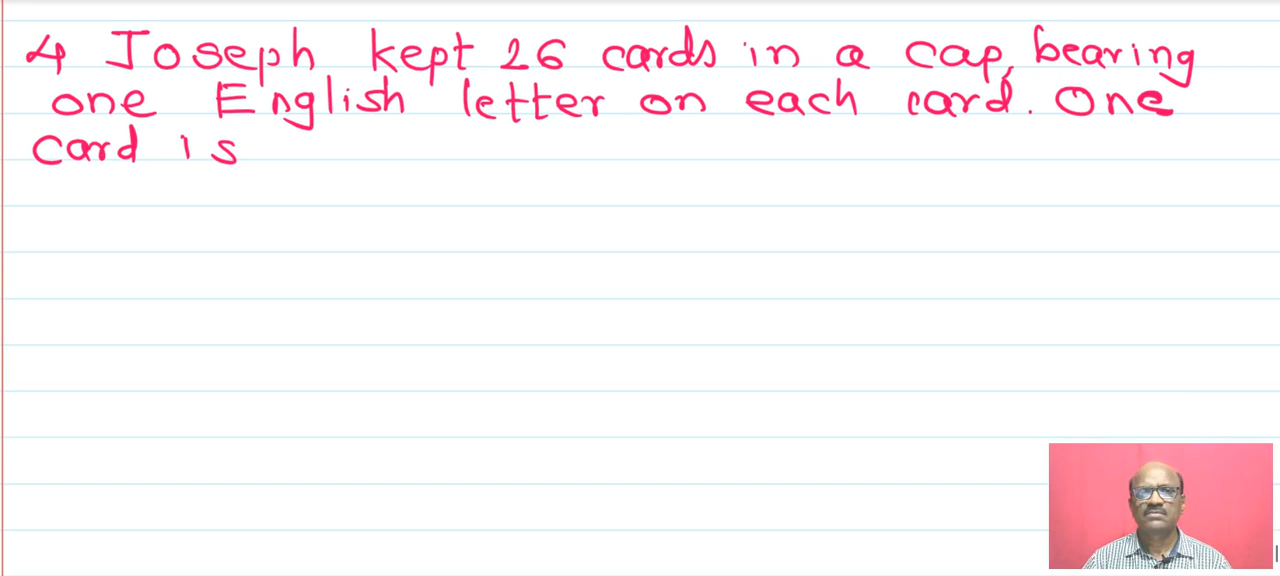 4 Joseph kept 26 cards in a cap, bearing
one English letter on each card. One
card is